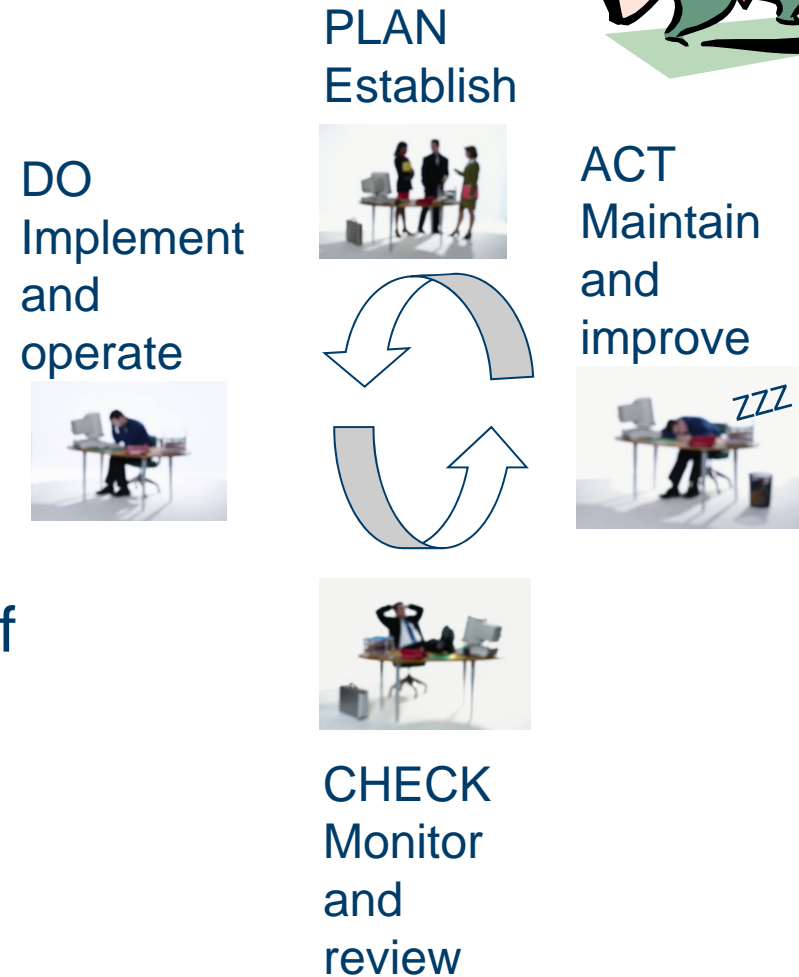 PLAN
Establish
DO
Implement
and
operate
ACT
Maintain
and
improve
ZZZ
f
CHECK
Monitor
and
review